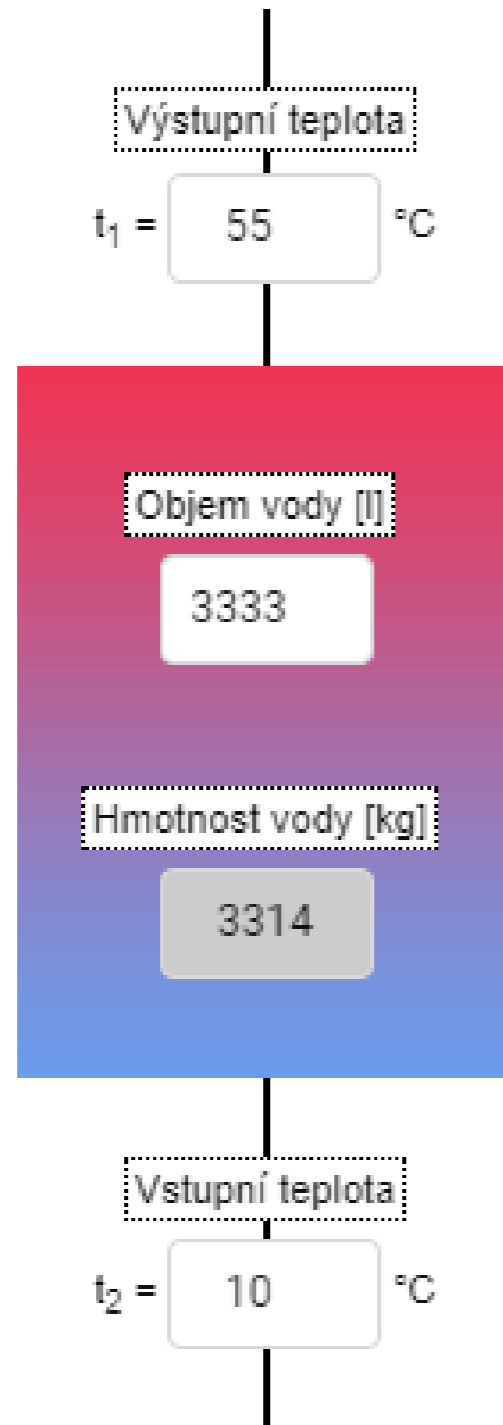 Výstupní teplota
t₁ = 55 °C
Objem vody [l]
3333
Hmotnost vody [kg]
3314
Vstupní teplota
t₂ = 10 °C